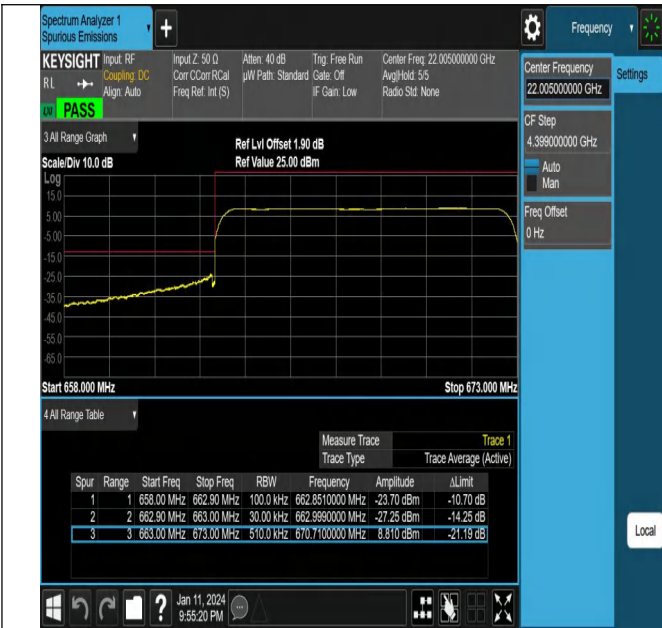 Spectrum Analyzer 1
Spurious Emissions
Frequency
KEYSIGHT
RL
Input: RF
Coupling: DC
Align: Auto
Input Z: 50 Ω
Corr CCorr RCal
Freq Ref: Int (S)
Atten: 40 dB
µW Path: Standard
Trig: Free Run
Gate: Off
IF Gain: Low
Center Freq: 22.005000000 GHz
Avg|Hold: 5/5
Radio Std: None
PASS
Center Frequency
22.005000000 GHz
Settings
CF Step
4.399000000 GHz
Auto
Man
Freq Offset
0 Hz
3 All Range Graph
Scale/Div 10.0 dB
Ref Lvl Offset 1.90 dB
Ref Value 25.00 dBm
Log
15.0
5.00
-5.00
-15.0
-25.0
-35.0
-45.0
-55.0
-65.0
Start 658.000 MHz
Stop 673.000 MHz
4 All Range Table
Measure Trace Trace 1
Trace Type Trace Average (Active)
Spur Range Start Freq Stop Freq RBW Frequency Amplitude ΔLimit
1 1 658.00 MHz 662.90 MHz 100.0 kHz 662.8510000 MHz -23.70 dBm -10.70 dB
2 2 662.90 MHz 663.00 MHz 30.00 kHz 662.9990000 MHz -27.25 dBm -14.25 dB
3 3 663.00 MHz 673.00 MHz 510.0 kHz 670.7100000 MHz 8.810 dBm -21.19 dB
Local
Jan 11, 2024
9:55:20 PM